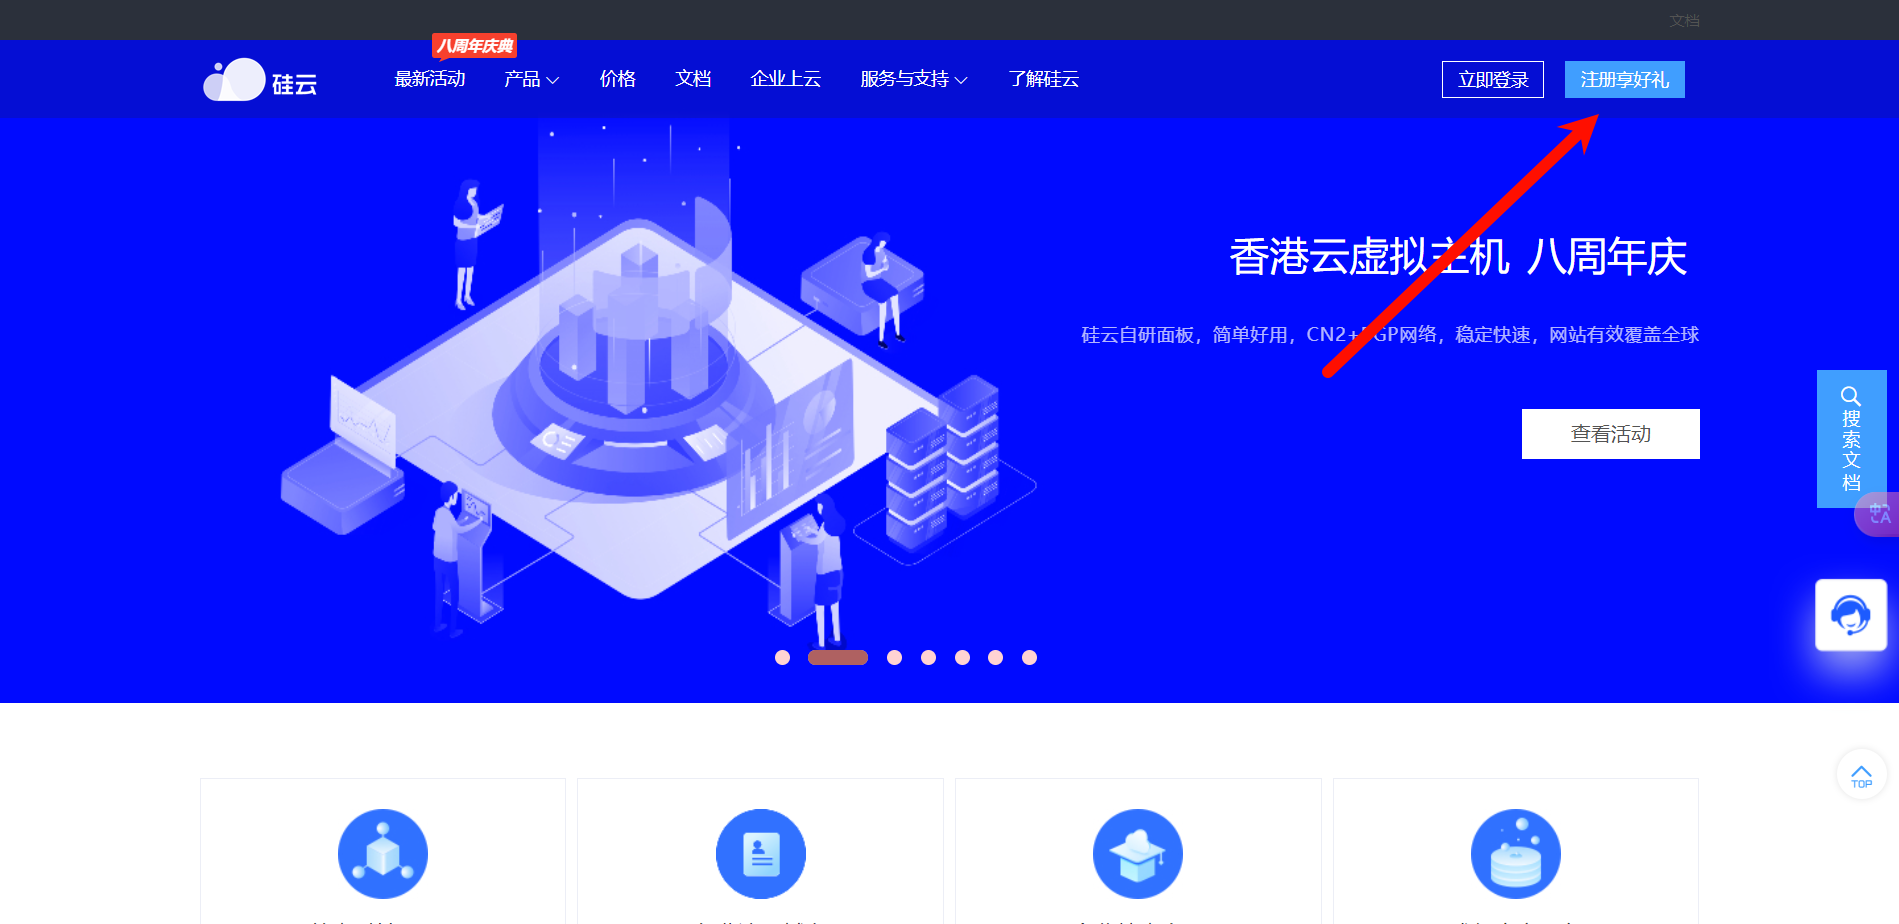 文档
八周年庆典
硅云
最新活动 产品 价格 文档 企业上云 服务与支持 了解硅云
立即登录 注册享好礼
香港云虚拟主机 八周年庆
硅云自研面板，简单好用，CN2+BGP网络，稳定快速，网站有效覆盖全球
查看活动
搜索文档
TOP